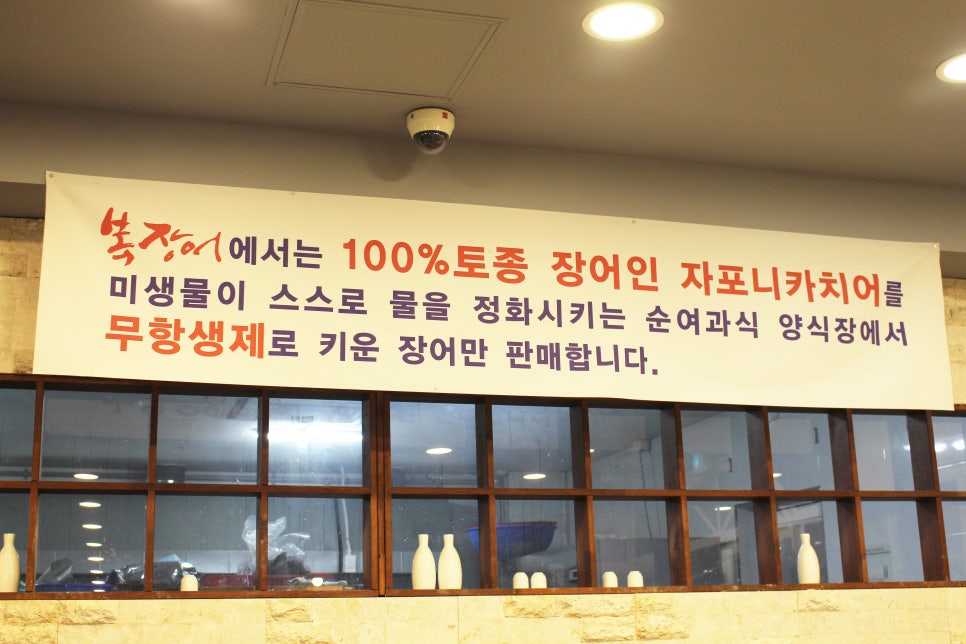 복장어에서는 100%토종 장어인 자포니카치어를
미생물이 스스로 물을 정화시키는 순여과식 양식장에서
무항생제로 키운 장어만 판매합니다.